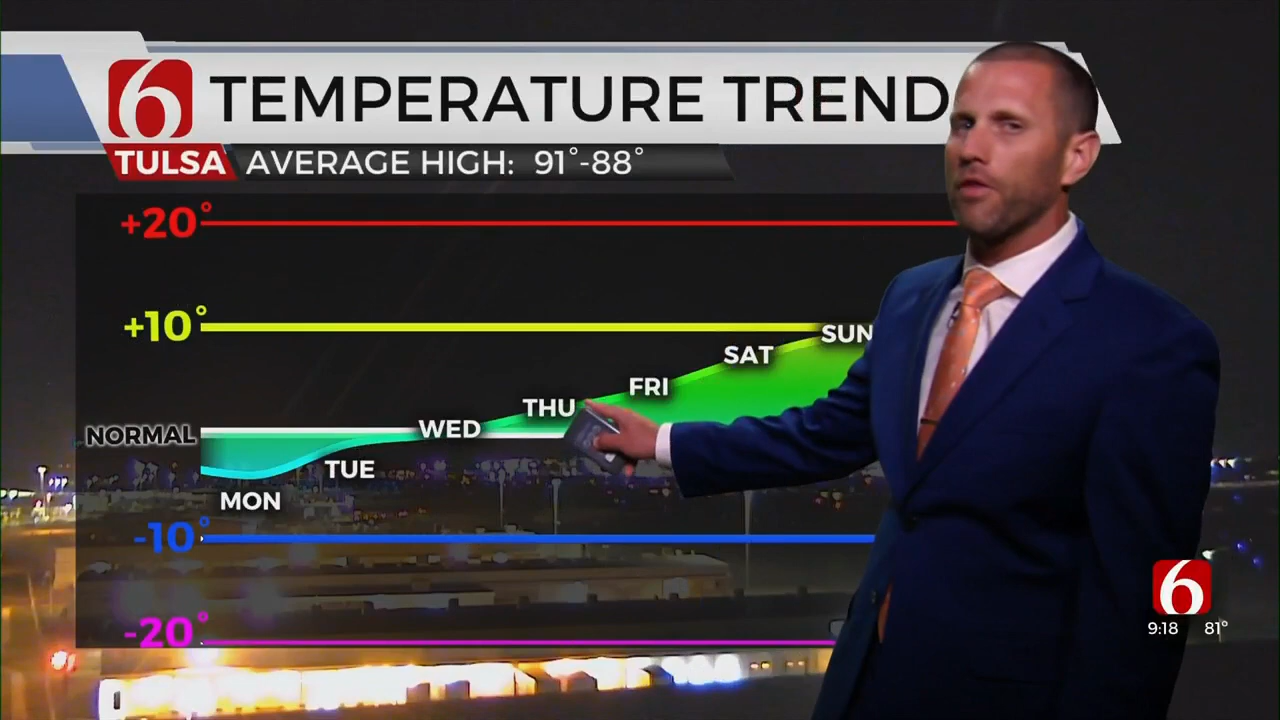 6 TEMPERATURE TREND
TULSA AVERAGE HIGH: 91°-88°
+20°
+10°
SUN
SAT
FRI
THU
NORMAL
WED
TUE
MON
-10°
6
-20°
9:18 81°